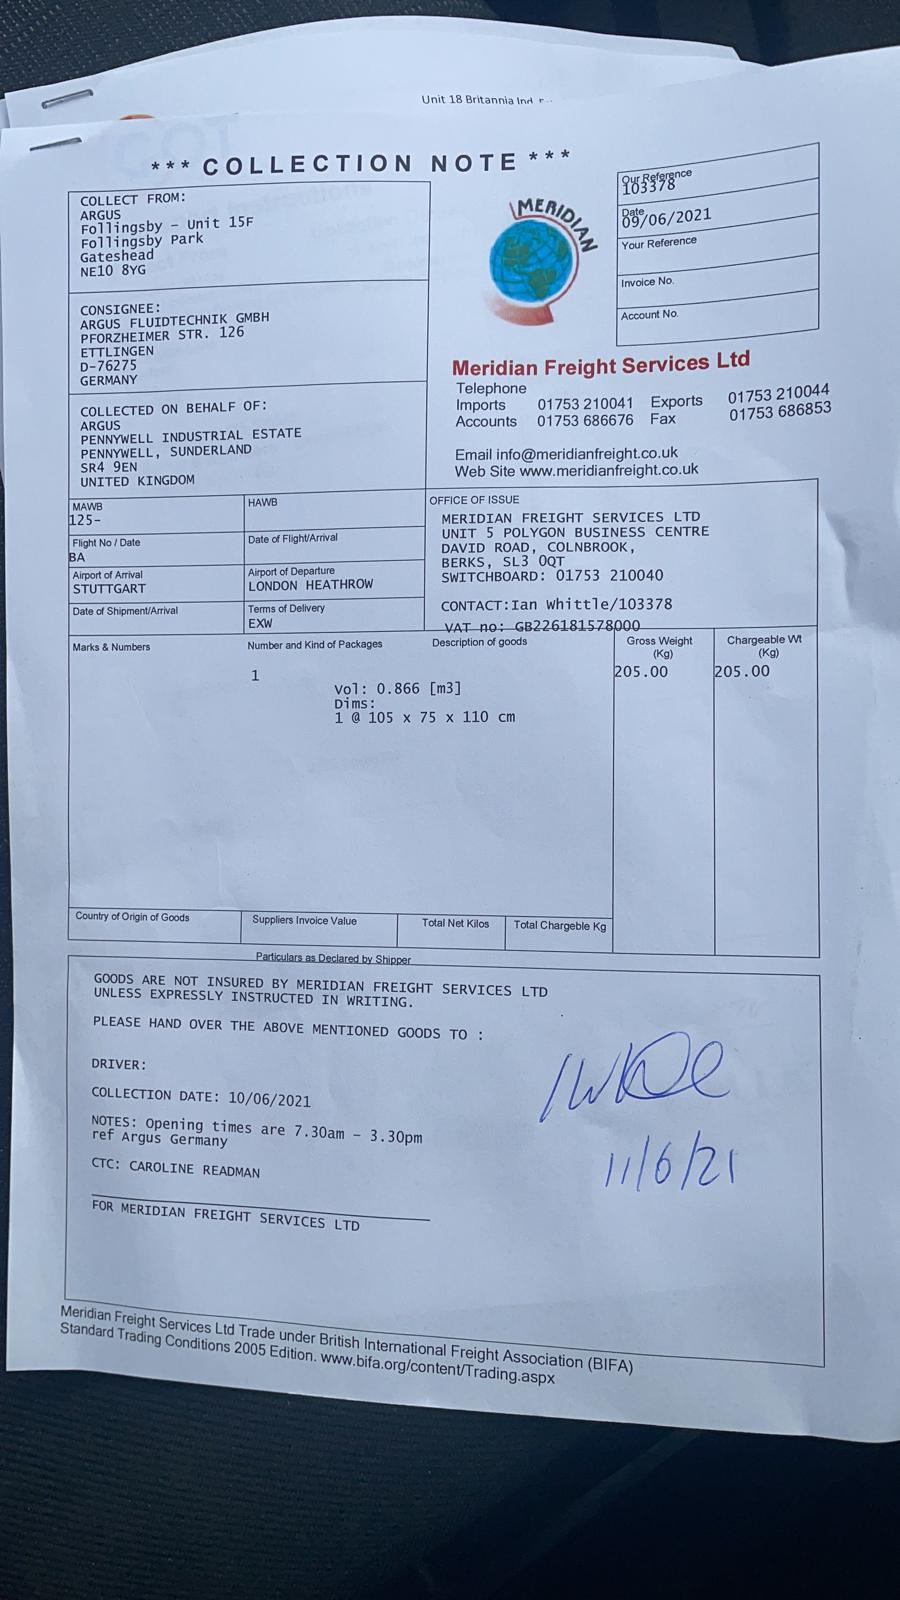 Unit 18 Britannia Ind
*** COLLECTION NOTE ***
COLLECT FROM:
ARGUS
Follingsby - Unit 15F
Follingsby Park
Gateshead
NE10 8YG
CONSIGNEE:
ARGUS FLUIDTECHNIK GMBH
PFORZHEIMER STR. 126
ETTLINGEN
D-76275
GERMANY
COLLECTED ON BEHALF OF:
ARGUS
PENNYWELL INDUSTRIAL ESTATE
PENNYWELL, SUNDERLAND
SR4 9EN
UNITED KINGDOM
MERIDIAN
Our Reference
103378
Date
09/06/2021
Your Reference
Invoice No.
Account No.
Meridian Freight Services Ltd
Telephone
Imports 01753 210041 Exports 01753 210044
Accounts 01753 686676 Fax 01753 686853
Email info@meridianfreight.co.uk
Web Site www.meridianfreight.co.uk
MAWB
125-
HAWB
Flight No / Date
BA
Date of Flight/Arrival
Airport of Arrival
STUTTGART
Airport of Departure
LONDON HEATHROW
Date of Shipment/Arrival
Terms of Delivery
EXW
OFFICE OF ISSUE
MERIDIAN FREIGHT SERVICES LTD
UNIT 5 POLYGON BUSINESS CENTRE
DAVID ROAD, COLNBROOK,
BERKS, SL3 0QT
SWITCHBOARD: 01753 210040
CONTACT:Ian Whittle/103378
VAT no: GB226181578000
Marks & Numbers
Number and Kind of Packages
Description of goods
Gross Weight
(Kg)
Chargeable Wt
(Kg)
1
205.00
205.00
Vol: 0.866 [m3]
Dims:
1 @ 105 x 75 x 110 cm
Country of Origin of Goods
Suppliers Invoice Value
Total Net Kilos
Total Chargeble Kg
Particulars as Declared by Shipper
GOODS ARE NOT INSURED BY MERIDIAN FREIGHT SERVICES LTD
UNLESS EXPRESSLY INSTRUCTED IN WRITING.
PLEASE HAND OVER THE ABOVE MENTIONED GOODS TO :
DRIVER:
COLLECTION DATE: 10/06/2021
NOTES: Opening times are 7.30am - 3.30pm
ref Argus Germany
CTC: CAROLINE READMAN
11/6/21
FOR MERIDIAN FREIGHT SERVICES LTD
Meridian Freight Services Ltd Trade under British International Freight Association (BIFA)
Standard Trading Conditions 2005 Edition. www.bifa.org/content/Trading.aspx